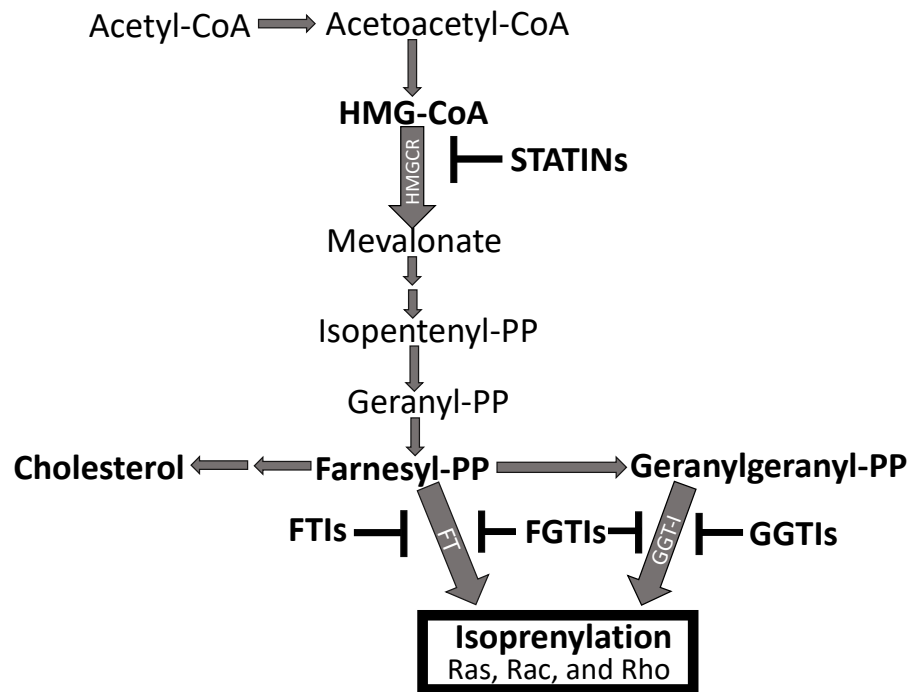 Acetyl-CoA
Acetoacetyl-CoA
HMG-CoA
HMGCR
STATINs
Mevalonate
Isopentenyl-PP
Geranyl-PP
Cholesterol
Farnesyl-PP
Geranylgeranyl-PP
FTIs
FT
FGTIs
GGT-I
GGTIs
Isoprenylation
Ras, Rac, and Rho